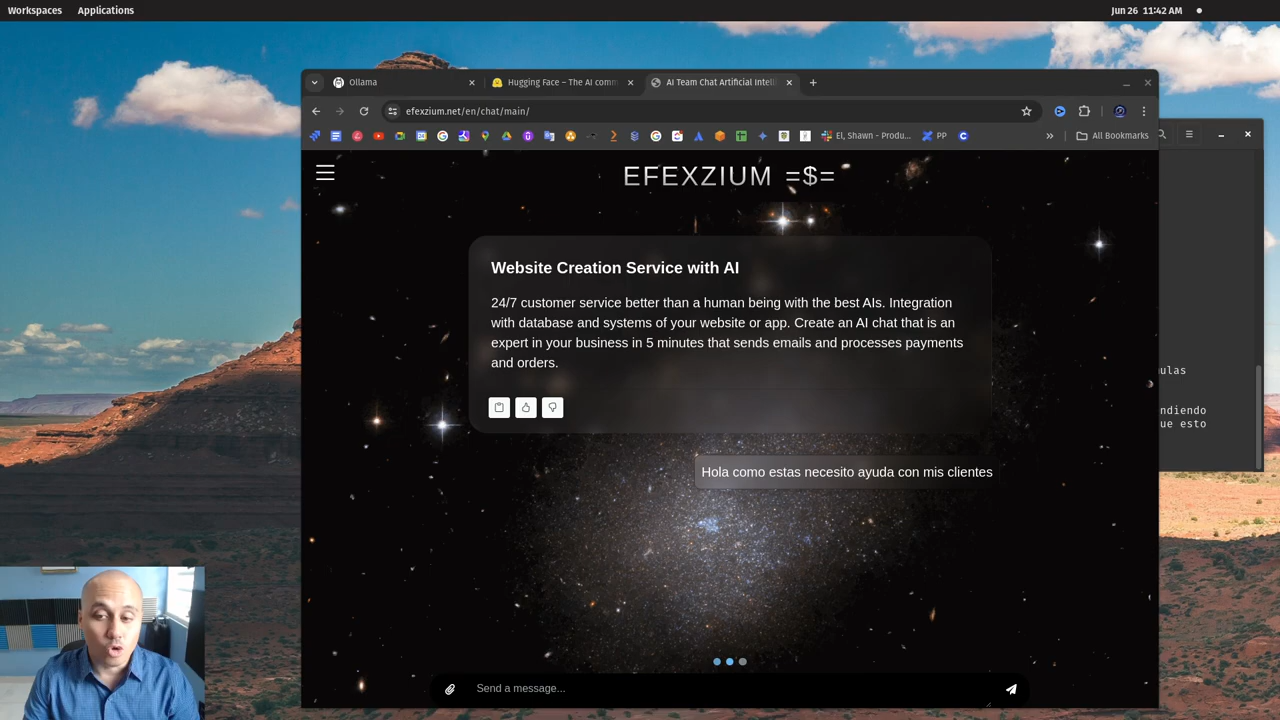 Workspaces Applications Jun 26 11:42 AM
Ollama Hugging Face – The AI comm AI Team Chat Artificial Intelli
efexzium.net/en/chat/main/
El, Shawn - Produ... PP All Bookmarks
EFEXZIUM =$=
Website Creation Service with AI
24/7 customer service better than a human being with the best AIs. Integration
with database and systems of your website or app. Create an AI chat that is an
expert in your business in 5 minutes that sends emails and processes payments
and orders.
ulas
ndiendo
ue esto
Hola como estas necesito ayuda con mis clientes
Send a message...